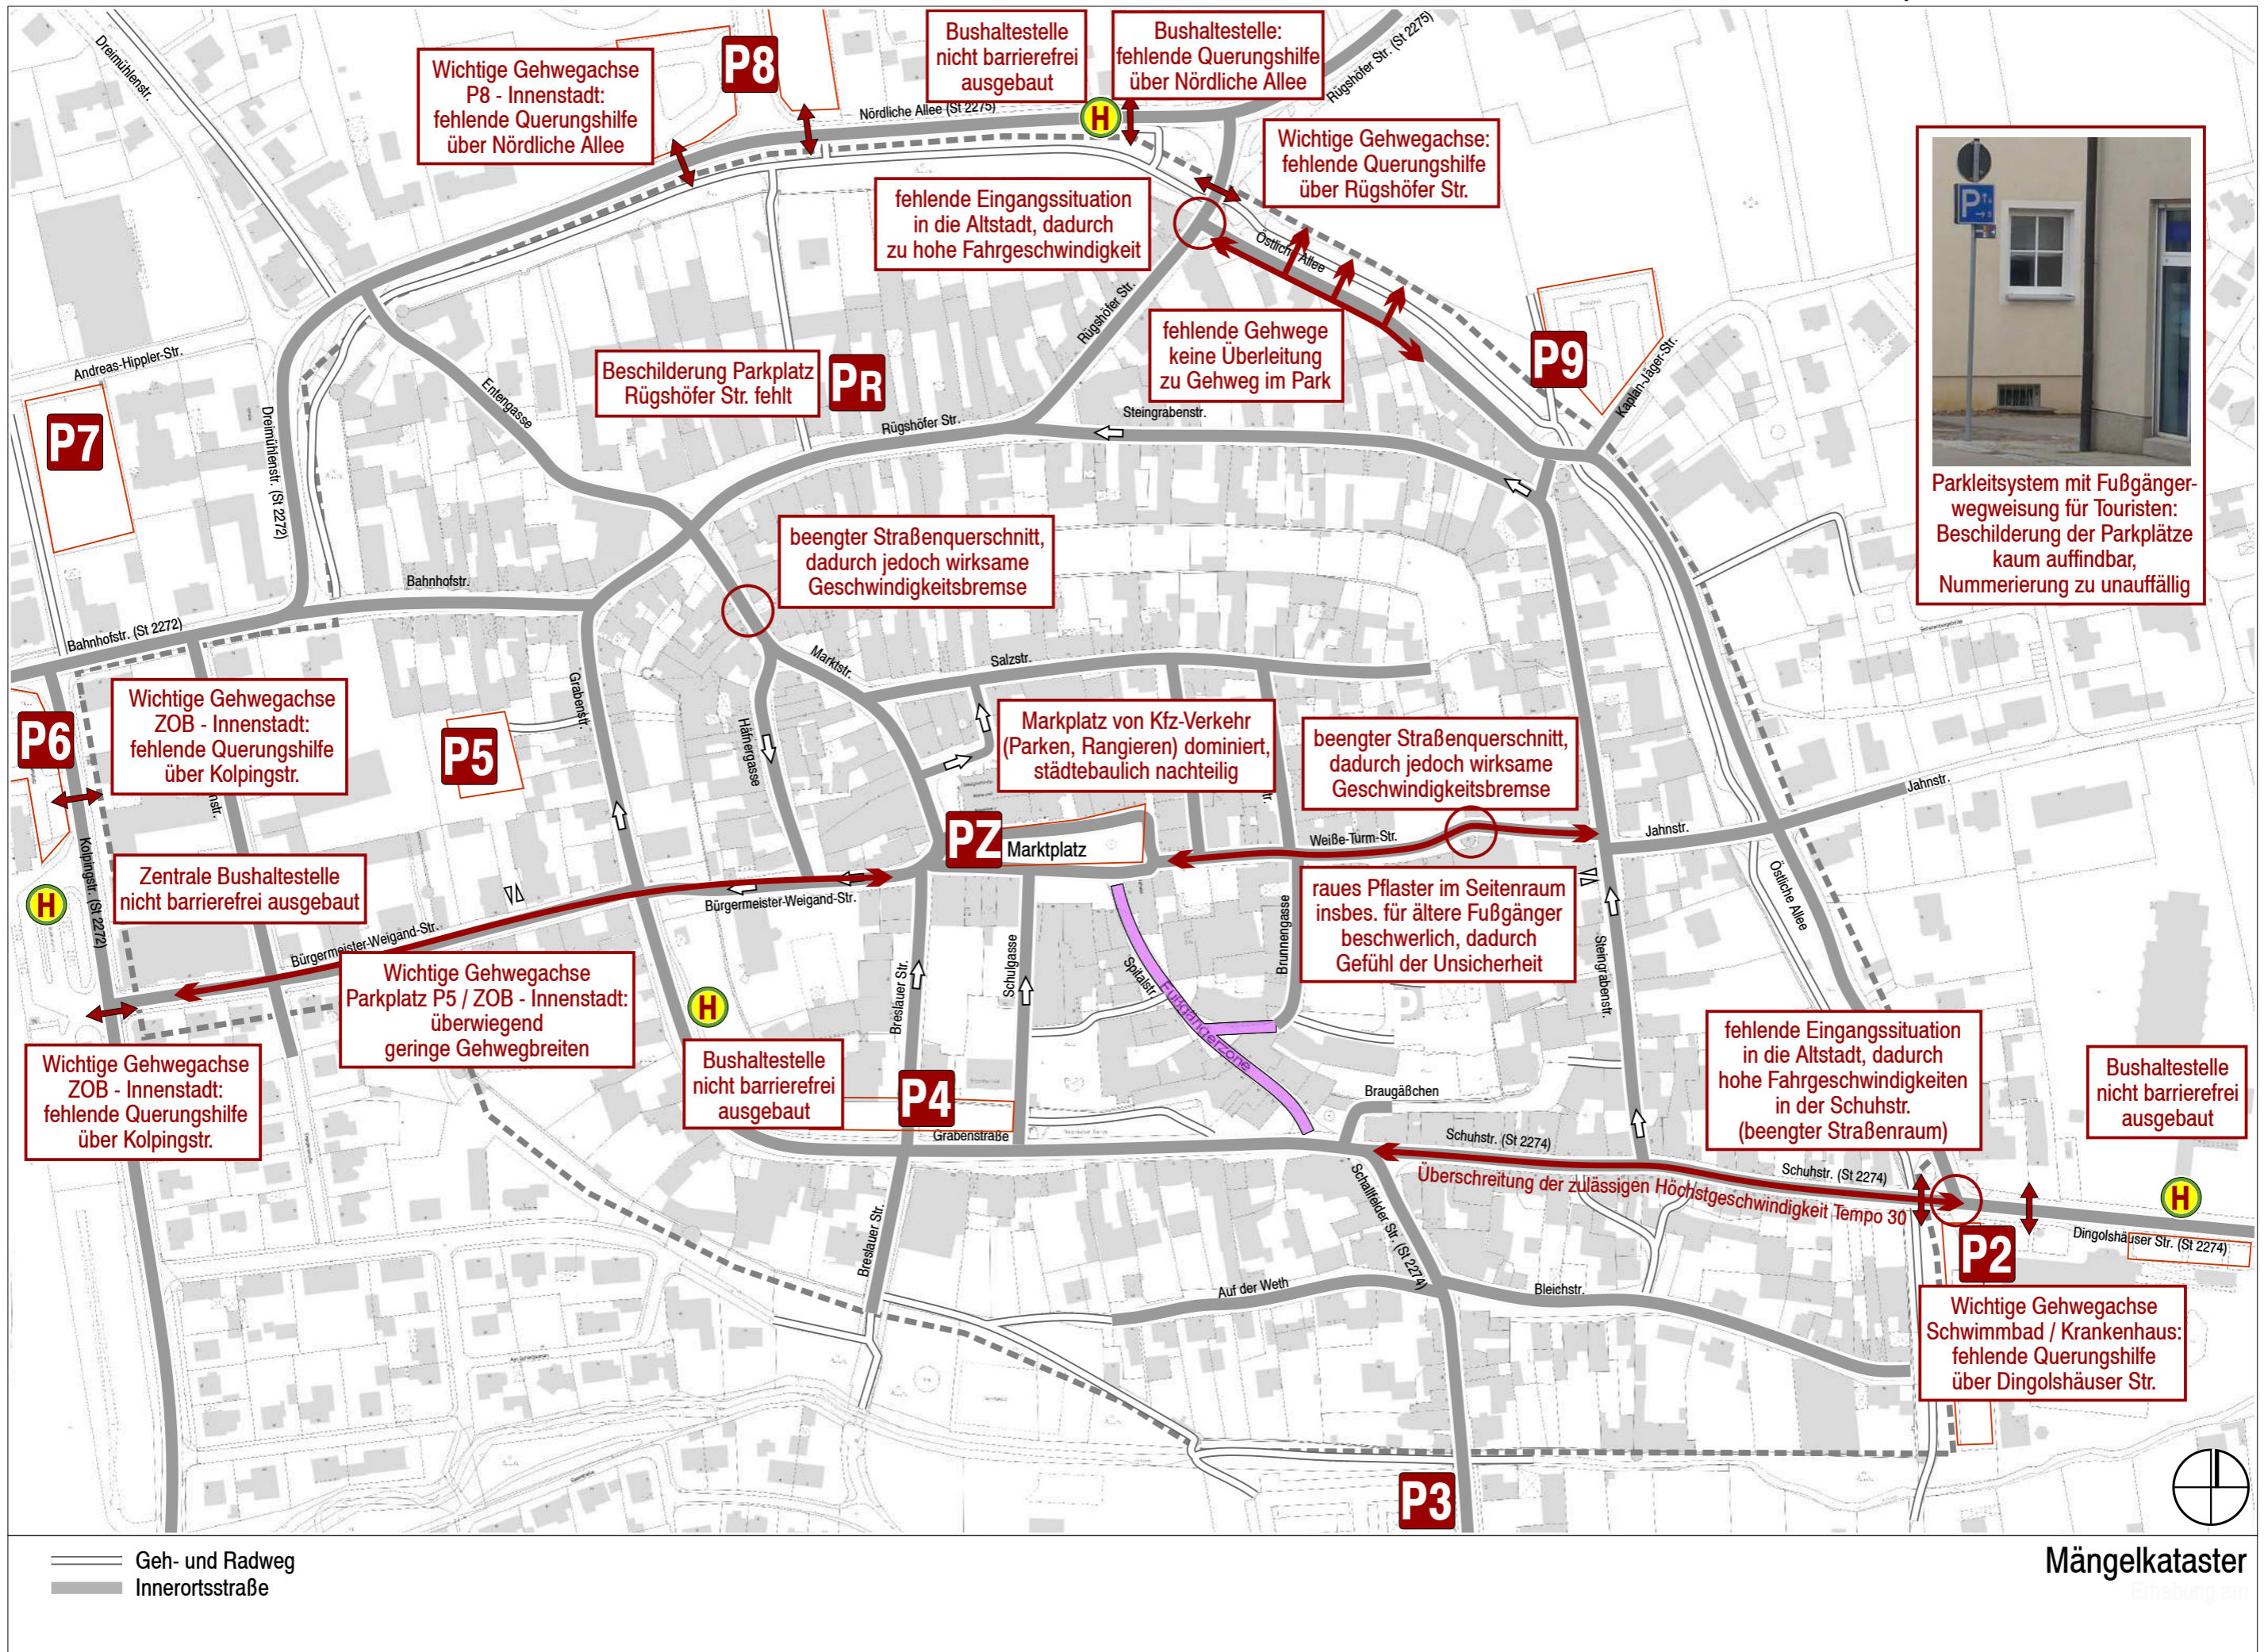 Dreimühlenstr.
Wichtige Gehwegachse
P8 - Innenstadt:
fehlende Querungshilfe
über Nördliche Allee
P8
Bushaltestelle
nicht barrierefrei
ausgebaut
Bushaltestelle:
fehlende Querungshilfe
über Nördliche Allee
Rügshöfer Str. (St 2275)
Nördliche Allee (St 2275)
H
Wichtige Gehwegachse:
fehlende Querungshilfe
über Rügshöfer Str.
fehlende Eingangssituation
in die Altstadt, dadurch
zu hohe Fahrgeschwindigkeit
Östliche Allee
Rügshöfer Str.
fehlende Gehwege
keine Überleitung
zu Gehweg im Park
P9
Kaplan-Jäger-Str.
P
Parkleitsystem mit Fußgänger-
wegweisung für Touristen:
Beschilderung der Parkplätze
kaum auffindbar,
Nummerierung zu unauffällig
Andreas-Hippler-Str.
P7
Dreimühlenstr. (St 2272)
Entengasse
Beschilderung Parkplatz
Rügshöfer Str. fehlt
PR
Rügshöfer Str.
Steingrabenstr.
beengter Straßenquerschnitt,
dadurch jedoch wirksame
Geschwindigkeitsbremse
Bahnhofstr.
Bahnhofstr. (St 2272)
Marktstr.
Salzstr.
Grabenstr.
Häfnergasse
Wichtige Gehwegachse
ZOB - Innenstadt:
fehlende Querungshilfe
über Kolpingstr.
P6
nstr.
P5
Markplatz von Kfz-Verkehr
(Parken, Rangieren) dominiert,
städtebaulich nachteilig
tr.
beengter Straßenquerschnitt,
dadurch jedoch wirksame
Geschwindigkeitsbremse
Jahnstr.
Jahnstr.
PZ
Marktplatz
Weiße-Turm-Str.
Kolpingstr. (St 2272)
Zentrale Bushaltestelle
nicht barrierefrei ausgebaut
H
Bürgermeister-Weigand-Str.
Bürgermeister-Weigand-Str.
raues Pflaster im Seitenraum
insbes. für ältere Fußgänger
beschwerlich, dadurch
Gefühl der Unsicherheit
Östliche Allee
Steingrabenstr.
Wichtige Gehwegachse
Parkplatz P5 / ZOB - Innenstadt:
überwiegend
geringe Gehwegbreiten
H
Breslauer Str.
Schulgasse
Spitalstr.
Fußgängerzone
Brunnengasse
Wichtige Gehwegachse
ZOB - Innenstadt:
fehlende Querungshilfe
über Kolpingstr.
Bushaltestelle
nicht barrierefrei
ausgebaut
P4
Grabenstraße
Braugäßchen
fehlende Eingangssituation
in die Altstadt, dadurch
hohe Fahrgeschwindigkeiten
in der Schuhstr.
(beengter Straßenraum)
Bushaltestelle
nicht barrierefrei
ausgebaut
Schuhstr. (St 2274)
Schuhstr. (St 2274)
Überschreitung der zulässigen Höchstgeschwindigkeit Tempo 30
H
Dingolshäuser Str. (St 2274)
P2
Breslauer Str.
Schallfelder Str. (St 2274)
Auf der Weth
Bleichstr.
Wichtige Gehwegachse
Schwimmbad / Krankenhaus:
fehlende Querungshilfe
über Dingolshäuser Str.
P3
Geh- und Radweg
Innerortsstraße
Mängelkataster
Erhebung am